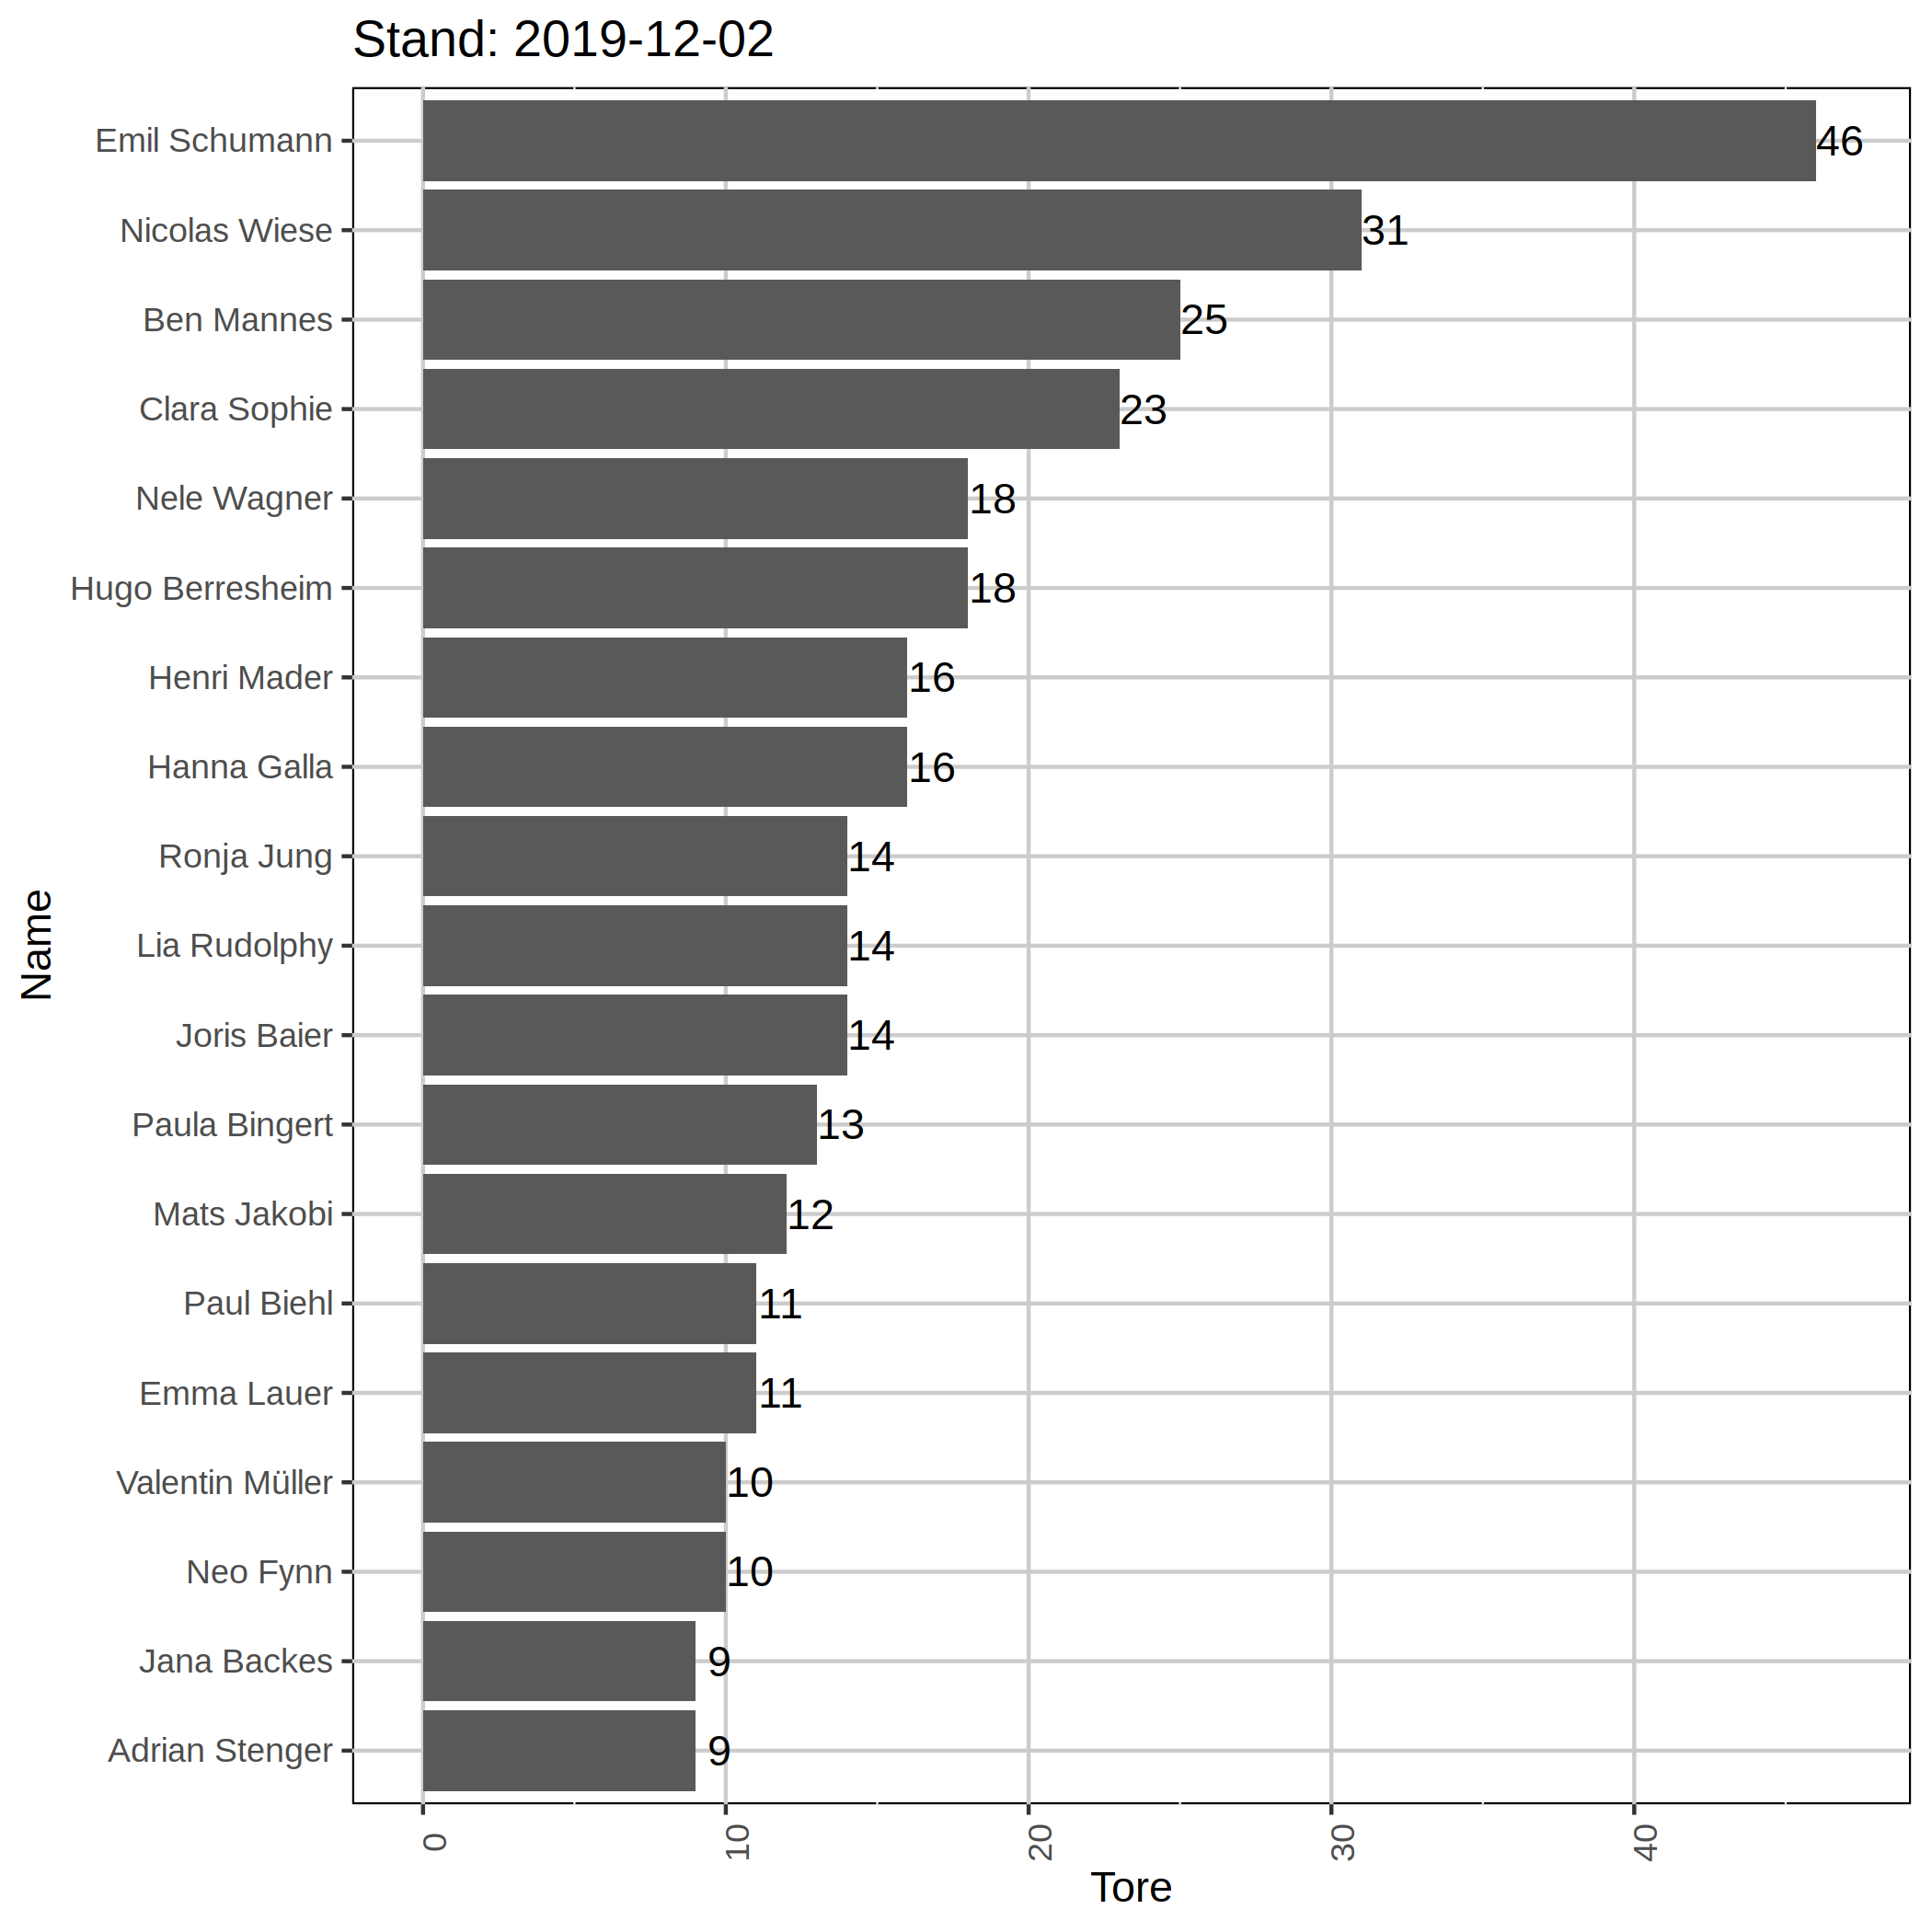 Stand: 2019-12-02
Emil Schumann 46
Nicolas Wiese 31
Ben Mannes 25
Clara Sophie 23
Nele Wagner 18
Hugo Berresheim 18
Henri Mader 16
Hanna Galla 16
Ronja Jung 14
Lia Rudolphy 14
Joris Baier 14
Paula Bingert 13
Mats Jakobi 12
Paul Biehl 11
Emma Lauer 11
Valentin Müller 10
Neo Fynn 10
Jana Backes 9
Adrian Stenger 9
Name
0 10 20 30 40
Tore